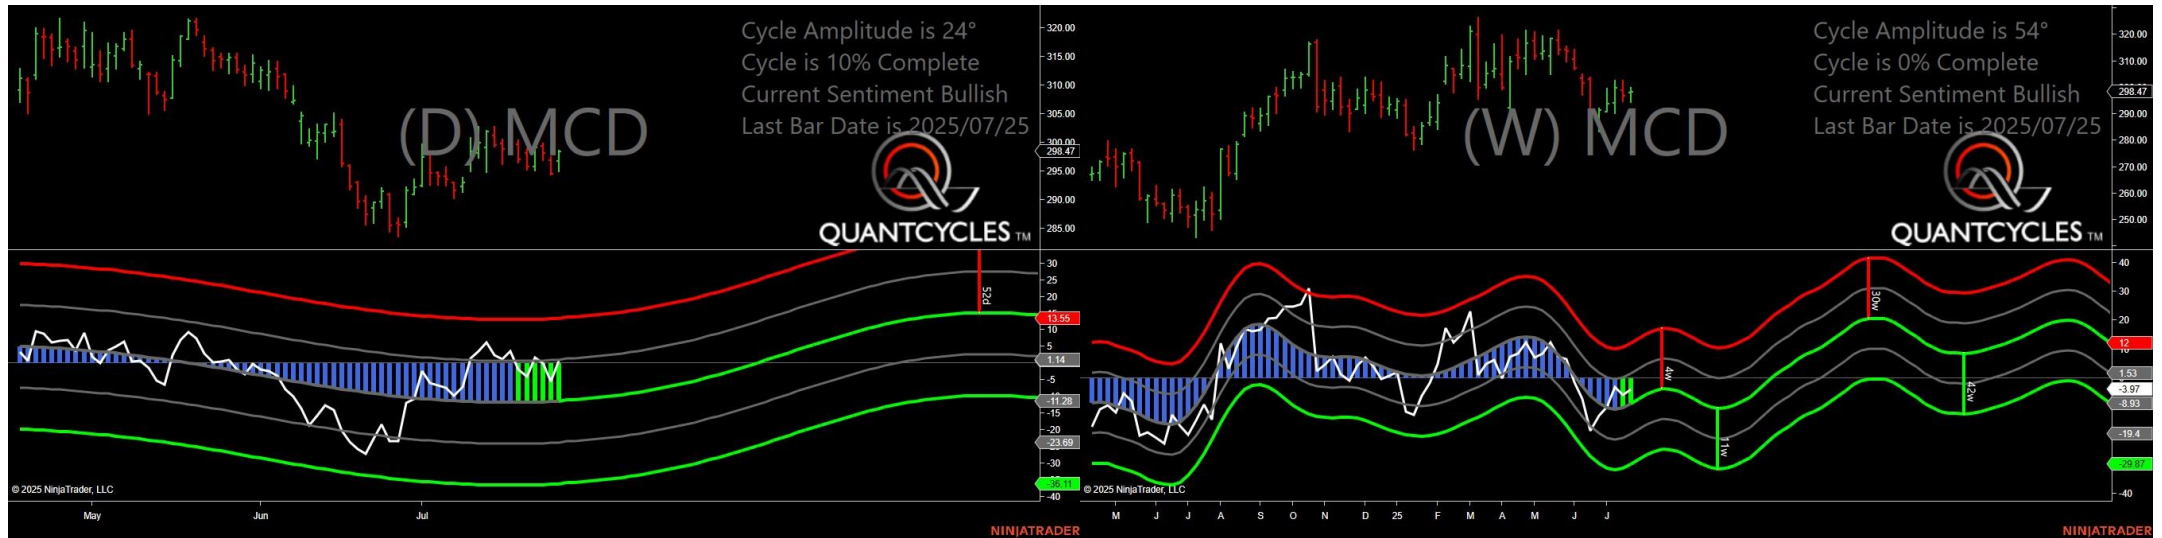 Cycle Amplitude is 24°
Cycle is 10% Complete
Current Sentiment Bullish
Last Bar Date is 2025/07/25
(D) MCD
QUANTCYCLES TM
320.00
315.00
310.00
305.00
300.00
298.47
295.00
290.00
285.00
52d
30
25
20
13.55
10
5
1.14
-5
-11.28
-15
-20
-23.69
-30
-36.11
-40
© 2025 NinjaTrader, LLC
May
Jun
Jul
NINJATRADER
Cycle Amplitude is 54°
Cycle is 0% Complete
Current Sentiment Bullish
Last Bar Date is 2025/07/25
(W) MCD
QUANTCYCLES TM
320.00
310.00
298.47
290.00
280.00
270.00
260.00
250.00
4w
11w
30w
42w
40
30
20
12
1.53
-3.97
-8.93
-19.4
-29.87
-40
© 2025 NinjaTrader, LLC
M J J A S O N D 25 F M A M J J
NINJATRADER